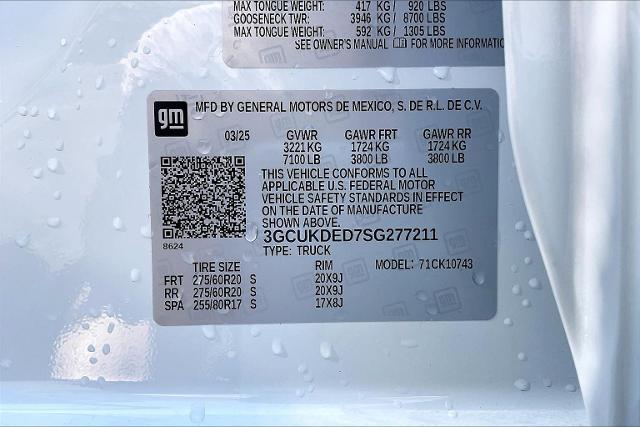 MAX TONGUE WEIGHT: 417 KG/ 920 LBS
GOOSENECK TWR: 3946 KG/ 8700 LBS
MAX TONGUE WEIGHT: 592 KG/ 1305 LBS
SEE OWNER'S MANUAL FOR MORE INFORMATIO
gm
MFD BY GENERAL MOTORS DE MEXICO, S. DE R.L. DE C.V.
03/25 GVWR GAWR FRT GAWR RR
3221 KG 1724 KG 1724 KG
7100 LB 3800 LB 3800 LB
THIS VEHICLE CONFORMS TO ALL
APPLICABLE U.S. FEDERAL MOTOR
VEHICLE SAFETY STANDARDS IN EFFECT
ON THE DATE OF MANUFACTURE
SHOWN ABOVE.
3GCUKDED7SG277211
8624
TYPE: TRUCK
TIRE SIZE RIM MODEL: 71CK10743
FRT 275/60R20 S 20X9J
RR 275/60R20 S 20X9J
SPA 255/80R17 S 17X8J